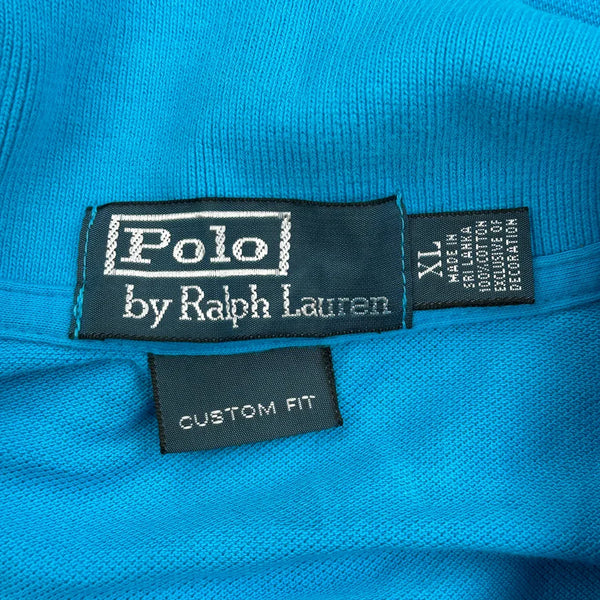 Polo
by Ralph Lauren
XL
MADE IN
SRI LANKA
100%COTTON
EXCLUSIVE OF
DECORATION
CUSTOM FIT